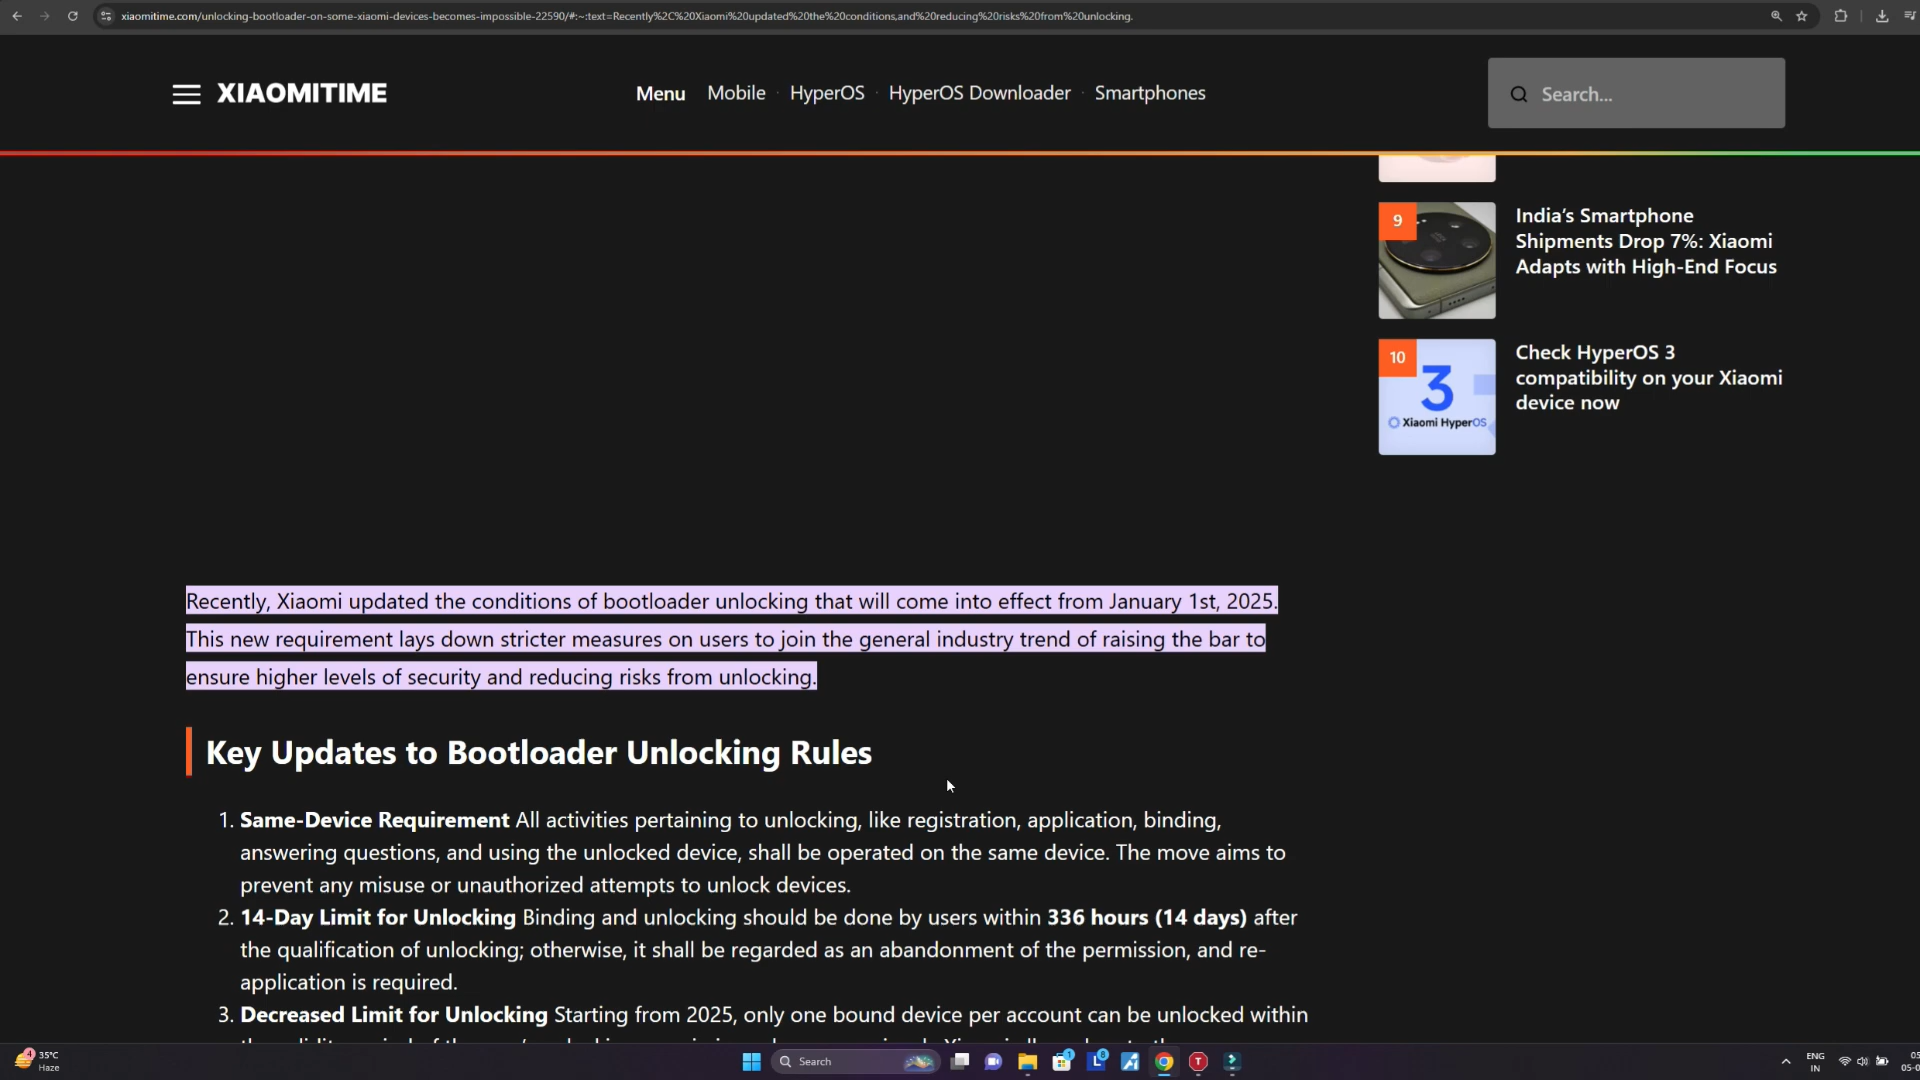 xiaomitime.com/unlocking-bootloader-on-some-xiaomi-devices-becomes-impossible-22590/#:~:text=Recently%2C%20Xiaomi%20updated%20the%20conditions,and%20reducing%20risks%20from%20unlocking.
XIAOMITIME
Menu Mobile · HyperOS · HyperOS Downloader · Smartphones
Search...
9
India’s Smartphone
Shipments Drop 7%: Xiaomi
Adapts with High-End Focus
10
3
Xiaomi HyperOS
Check HyperOS 3
compatibility on your Xiaomi
device now
Recently, Xiaomi updated the conditions of bootloader unlocking that will come into effect from January 1st, 2025.
This new requirement lays down stricter measures on users to join the general industry trend of raising the bar to
ensure higher levels of security and reducing risks from unlocking.
Key Updates to Bootloader Unlocking Rules
1. Same-Device Requirement All activities pertaining to unlocking, like registration, application, binding,
answering questions, and using the unlocked device, shall be operated on the same device. The move aims to
prevent any misuse or unauthorized attempts to unlock devices.
2. 14-Day Limit for Unlocking Binding and unlocking should be done by users within 336 hours (14 days) after
the qualification of unlocking; otherwise, it shall be regarded as an abandonment of the permission, and re-
application is required.
3. Decreased Limit for Unlocking Starting from 2025, only one bound device per account can be unlocked within
4
35°C
Haze
Search
1
L
8
T
ENG
IN
05
05-0